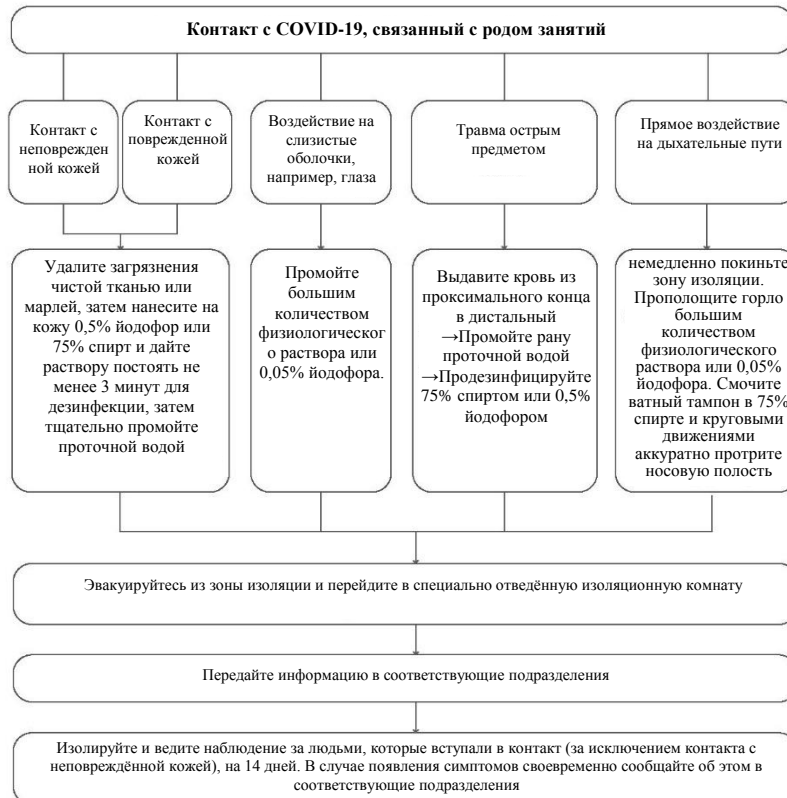 Контакт с COVID-19, связанный с родом занятий
Контакт с
неповрежден
ной кожей
Контакт с
поврежденной
кожей
Воздействие на
слизистые
оболочки,
например, глаза
Травма острым
предметом
Прямое воздействие
на дыхательные пути
Удалите загрязнения
чистой тканью или
марлей, затем нанесите на
кожу 0,5% йодофор или
75% спирт и дайте
раствору постоять не
менее 3 минут для
дезинфекции, затем
тщательно промойте
проточной водой
Промойте
большим
количеством
физиологическог
о раствора или
0,05% йодофора.
Выдавите кровь из
проксимального конца
в дистальный
→Промойте рану
проточной водой
→Продезинфицируйте
75% спиртом или 0,5%
йодофором
немедленно покиньте
зону изоляции.
Прополощите горло
большим
количеством
физиологического
раствора или 0,05%
йодофора. Смочите
ватный тампон в 75%
спирте и круговыми
движениями
аккуратно протрите
носовую полость
Эвакуируйтесь из зоны изоляции и перейдите в специально отведённую изоляционную комнату
Передайте информацию в соответствующие подразделения
Изолируйте и ведите наблюдение за людьми, которые вступали в контакт (за исключением контакта с
неповреждённой кожей), на 14 дней. В случае появления симптомов своевременно сообщайте об этом в
соответствующие подразделения